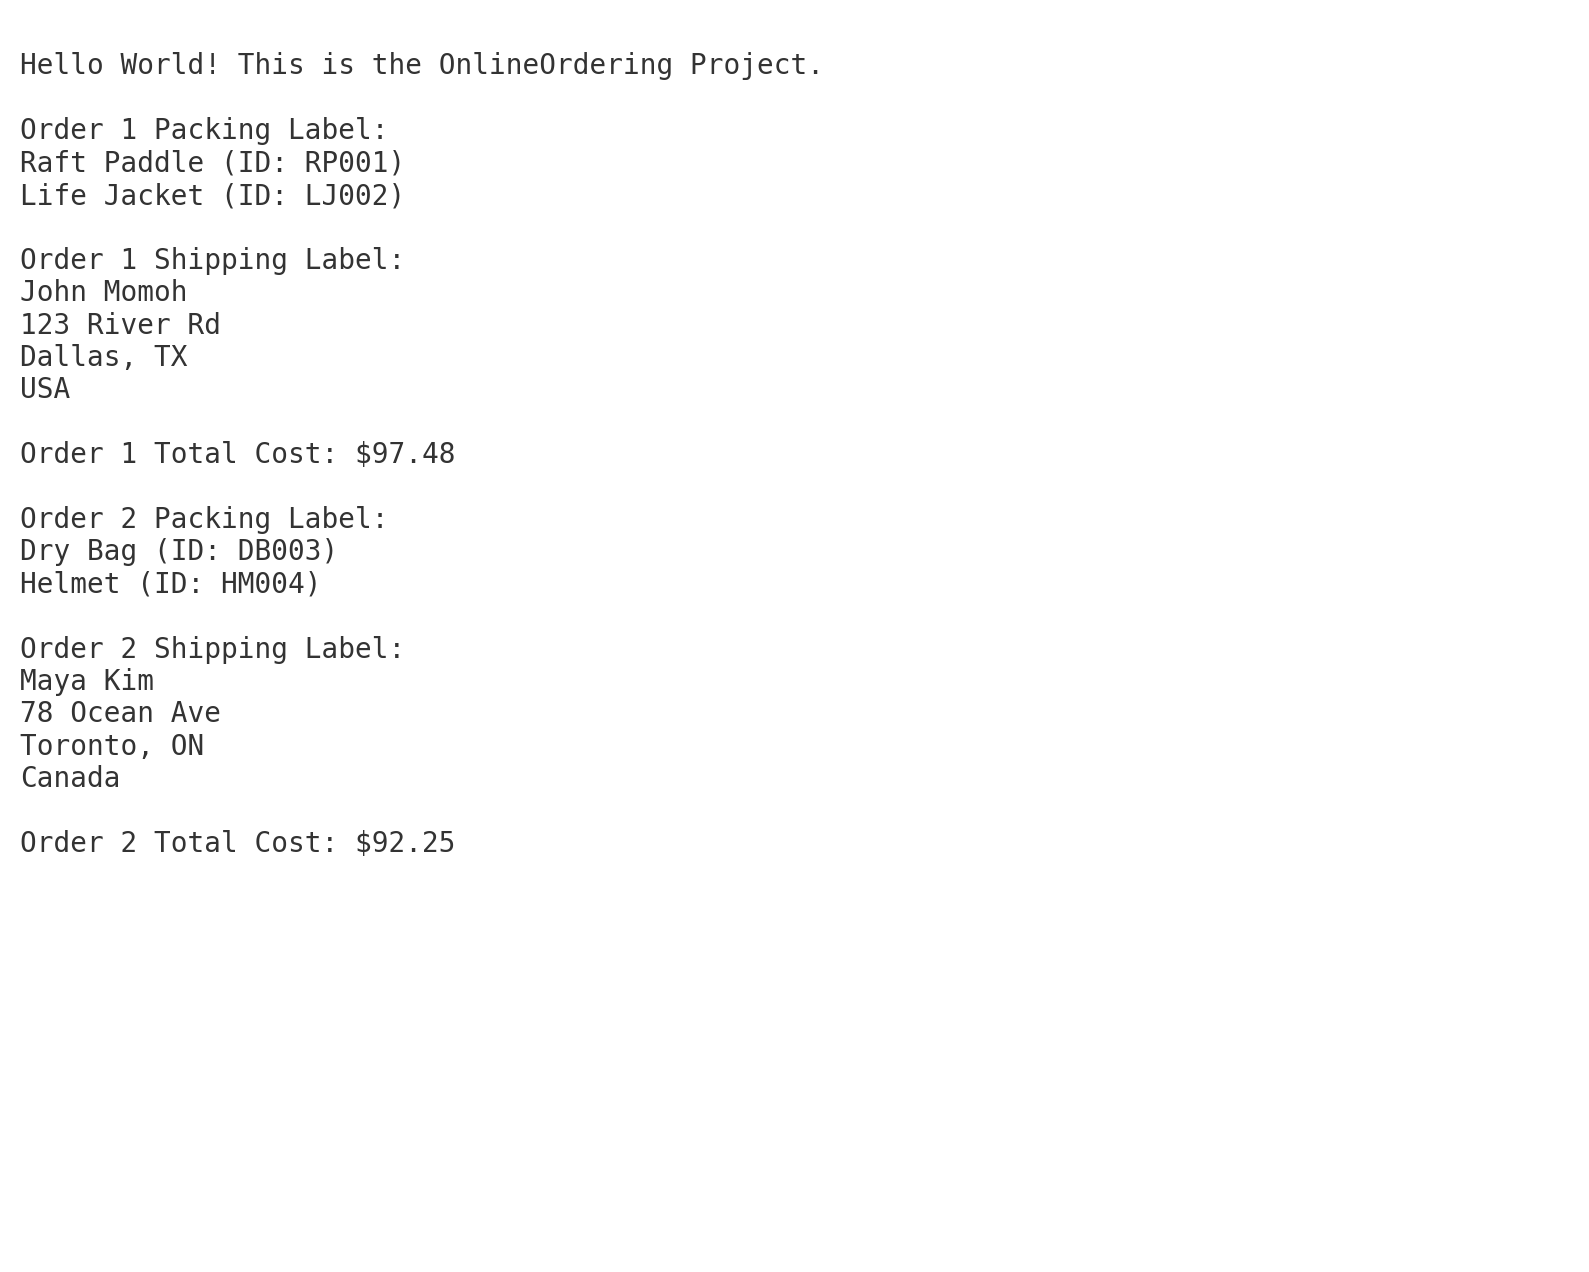 Hello World! This is the OnlineOrdering Project.
Order 1 Packing Label:
Raft Paddle (ID: RP001)
Life Jacket (ID: LJ002)
Order 1 Shipping Label:
John Momoh
123 River Rd
Dallas, TX
USA
Order 1 Total Cost: $97.48
Order 2 Packing Label:
Dry Bag (ID: DB003)
Helmet (ID: HM004)
Order 2 Shipping Label:
Maya Kim
78 Ocean Ave
Toronto, ON
Canada
Order 2 Total Cost: $92.25